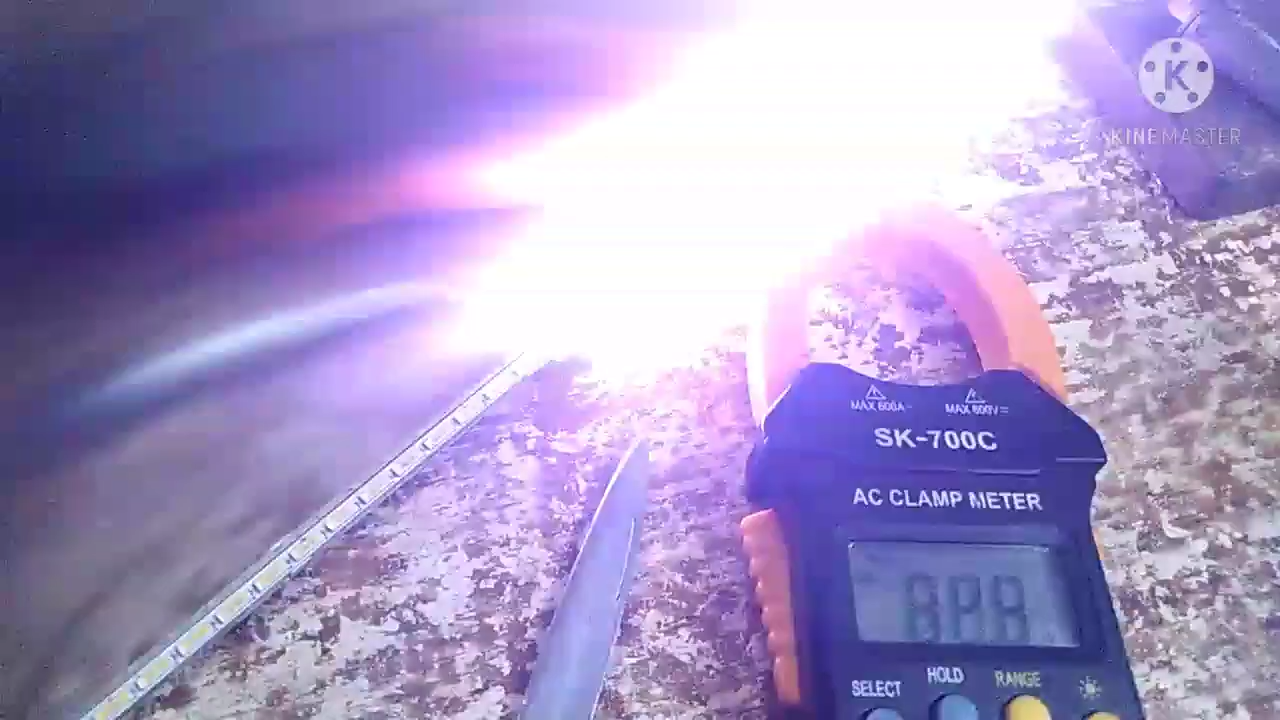 K
KINEMASTER
MAX 600A~
MAX 600V
SK-700C
AC CLAMP METER
SELECT
HOLD
RANGE